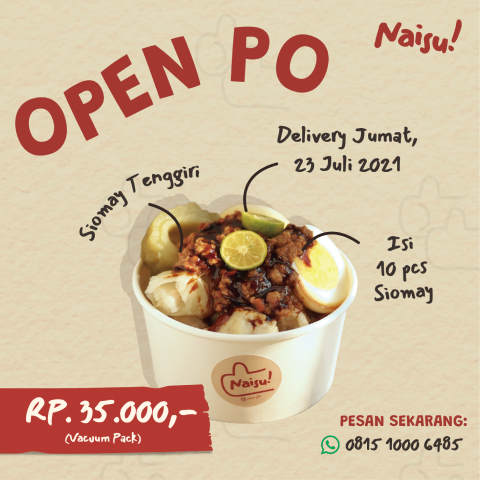 OPEN PO
Naisu!
Delivery Jumat,
23 Juli 2021
Siomay Tenggiri
Isi
10 pcs
Siomay
Naisu!
RP. 35.000,-
(Vacuum Pack)
PESAN SEKARANG:
0815 1000 6485